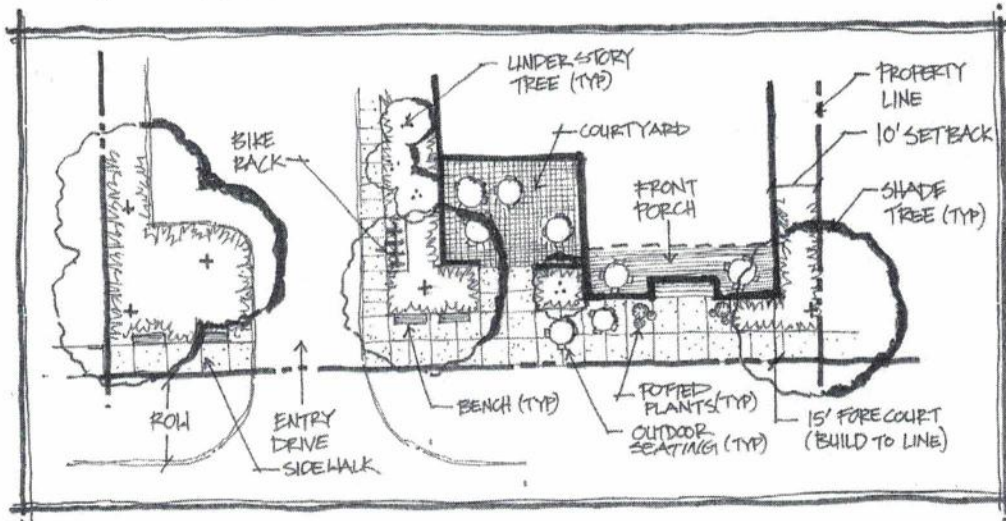 UNDERSTORY
TREE (TYP)
PROPERTY
LINE
BIKE
RACK
COURTYARD
10' SETBACK
FRONT
PORCH
SHADE
TREE (TYP)
ROW
ENTRY
DRIVE
SIDEWALK
BENCH (TYP)
POTTED
PLANTS (TYP)
OUTDOOR
SEATING (TYP)
15' FORECOURT
(BUILD TO LINE)